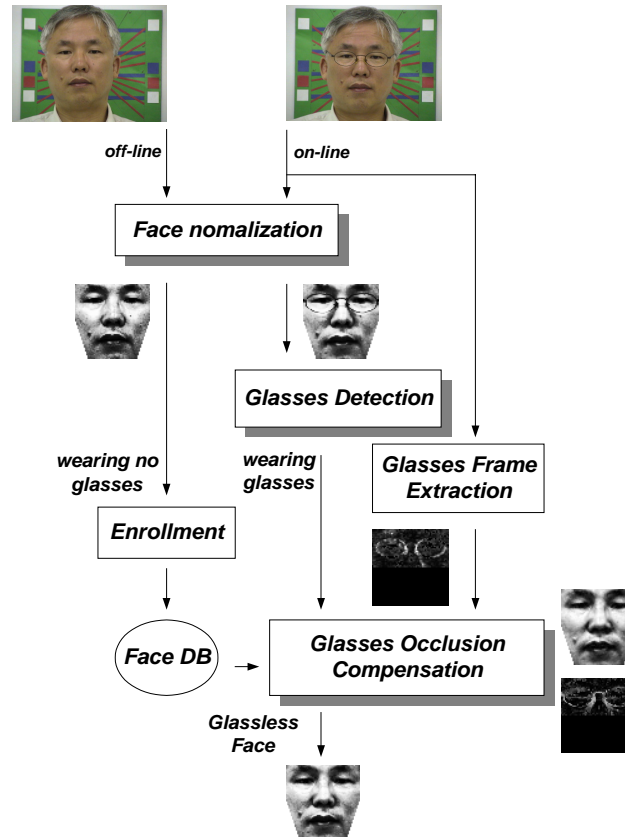 off-line
on-line
Face nomalization
Glasses Detection
wearing no
glasses
wearing
glasses
Glasses Frame
Extraction
Enrollment
Face DB
Glasses Occlusion
Compensation
Glassless
Face